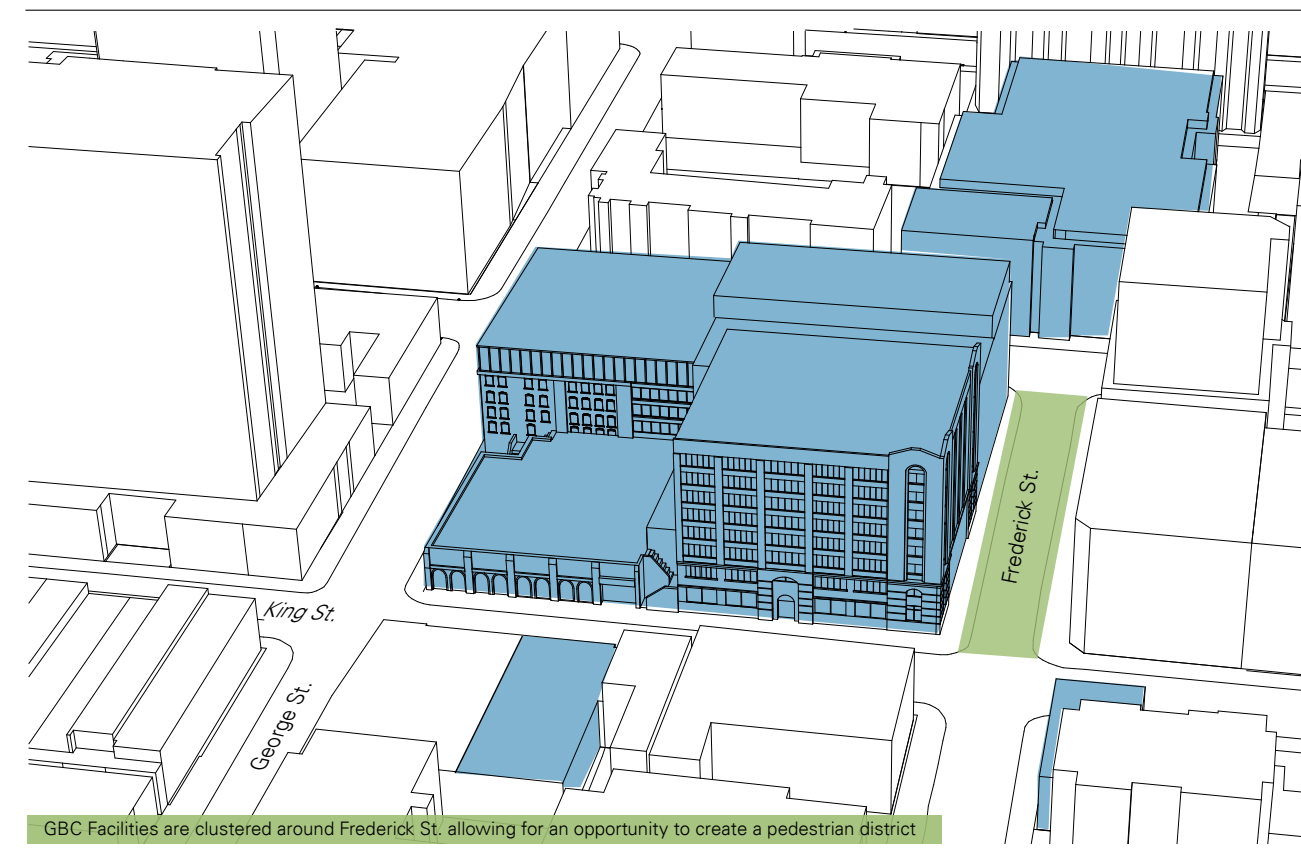 Frederick St.
King St.
George St.
GBC Facilities are clustered around Frederick St. allowing for an opportunity to create a pedestrian district